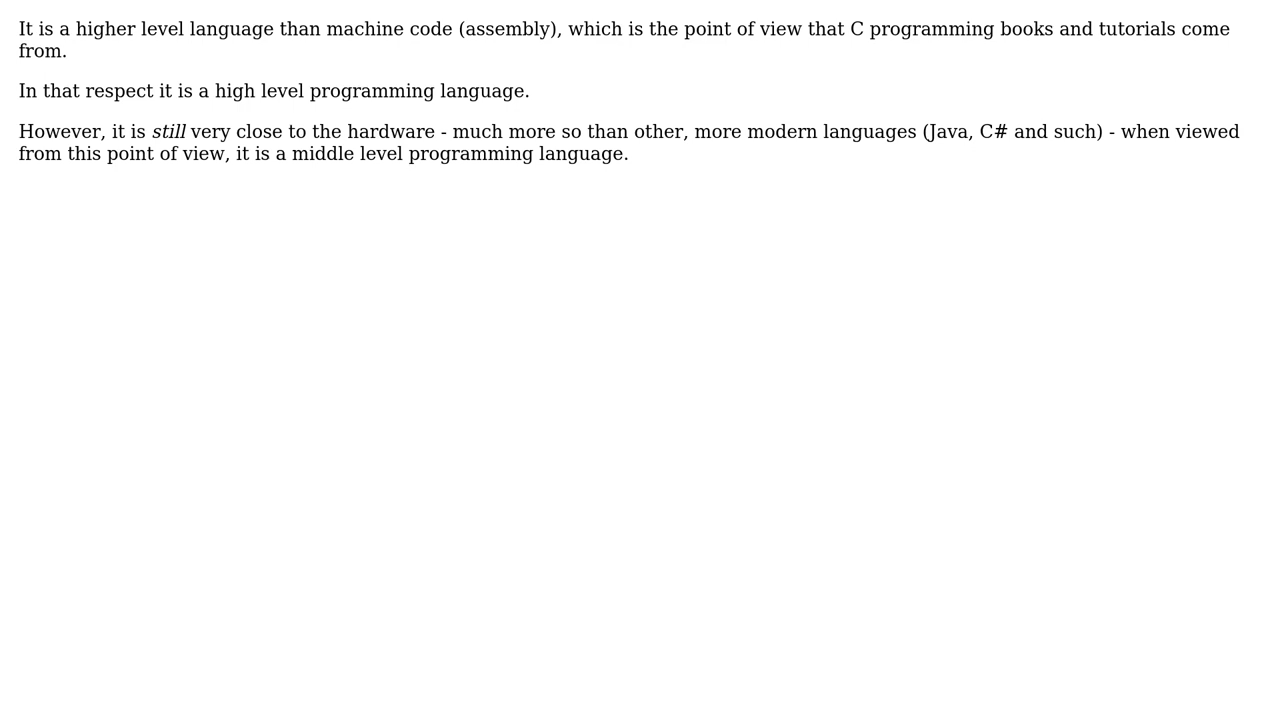 It is a higher level language than machine code (assembly), which is the point of view that C programming books and tutorials come
from.
In that respect it is a high level programming language.
However, it is still very close to the hardware - much more so than other, more modern languages (Java, C# and such) - when viewed
from this point of view, it is a middle level programming language.